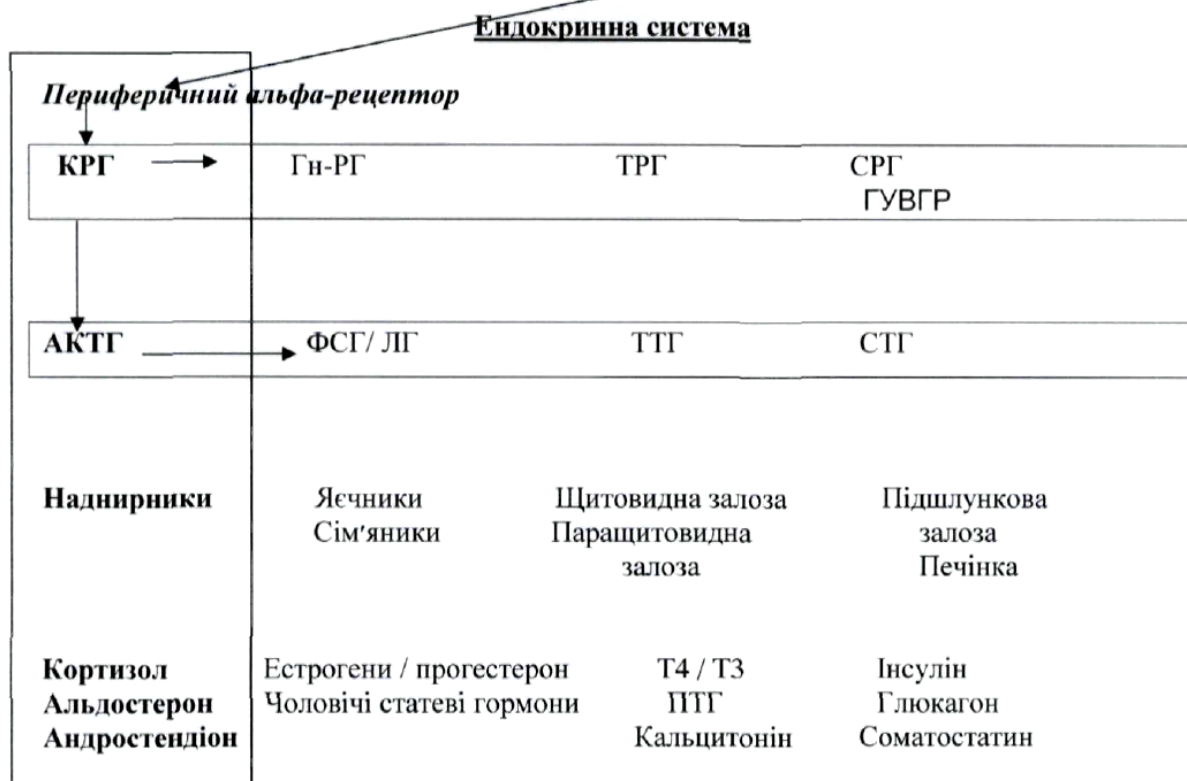 Ендокринна система
Периферичний альфа-рецептор
КРГ Гн-РГ ТРГ СРГ
ГУВГР
АКТГ ФСГ/ ЛГ ТТГ СТГ
Наднирники Яєчники Щитовидна залоза Підшлункова
Сім'яники Паращитовидна залоза
залоза Печінка
Кортизол Естрогени / прогестерон Т4 / Т3 Інсулін
Альдостерон Чоловічі статеві гормони ПТГ Глюкагон
Андростендіон Кальцитонін Соматостатин